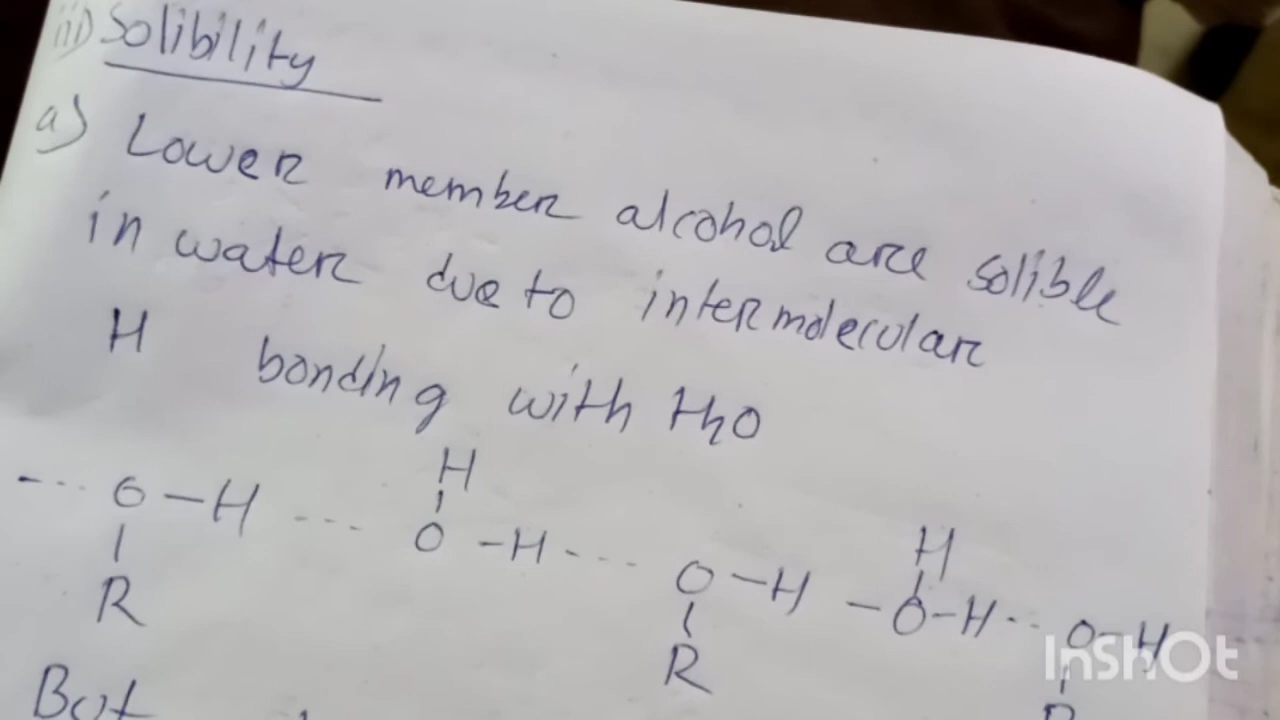 iii) Solibility
a) Lower member alcohol are solible
in water due to intermolecular
H bonding with H2O
H H
--- O - H --- O - H --- O - H - O - H -- O - H
R R R
But
InShOt